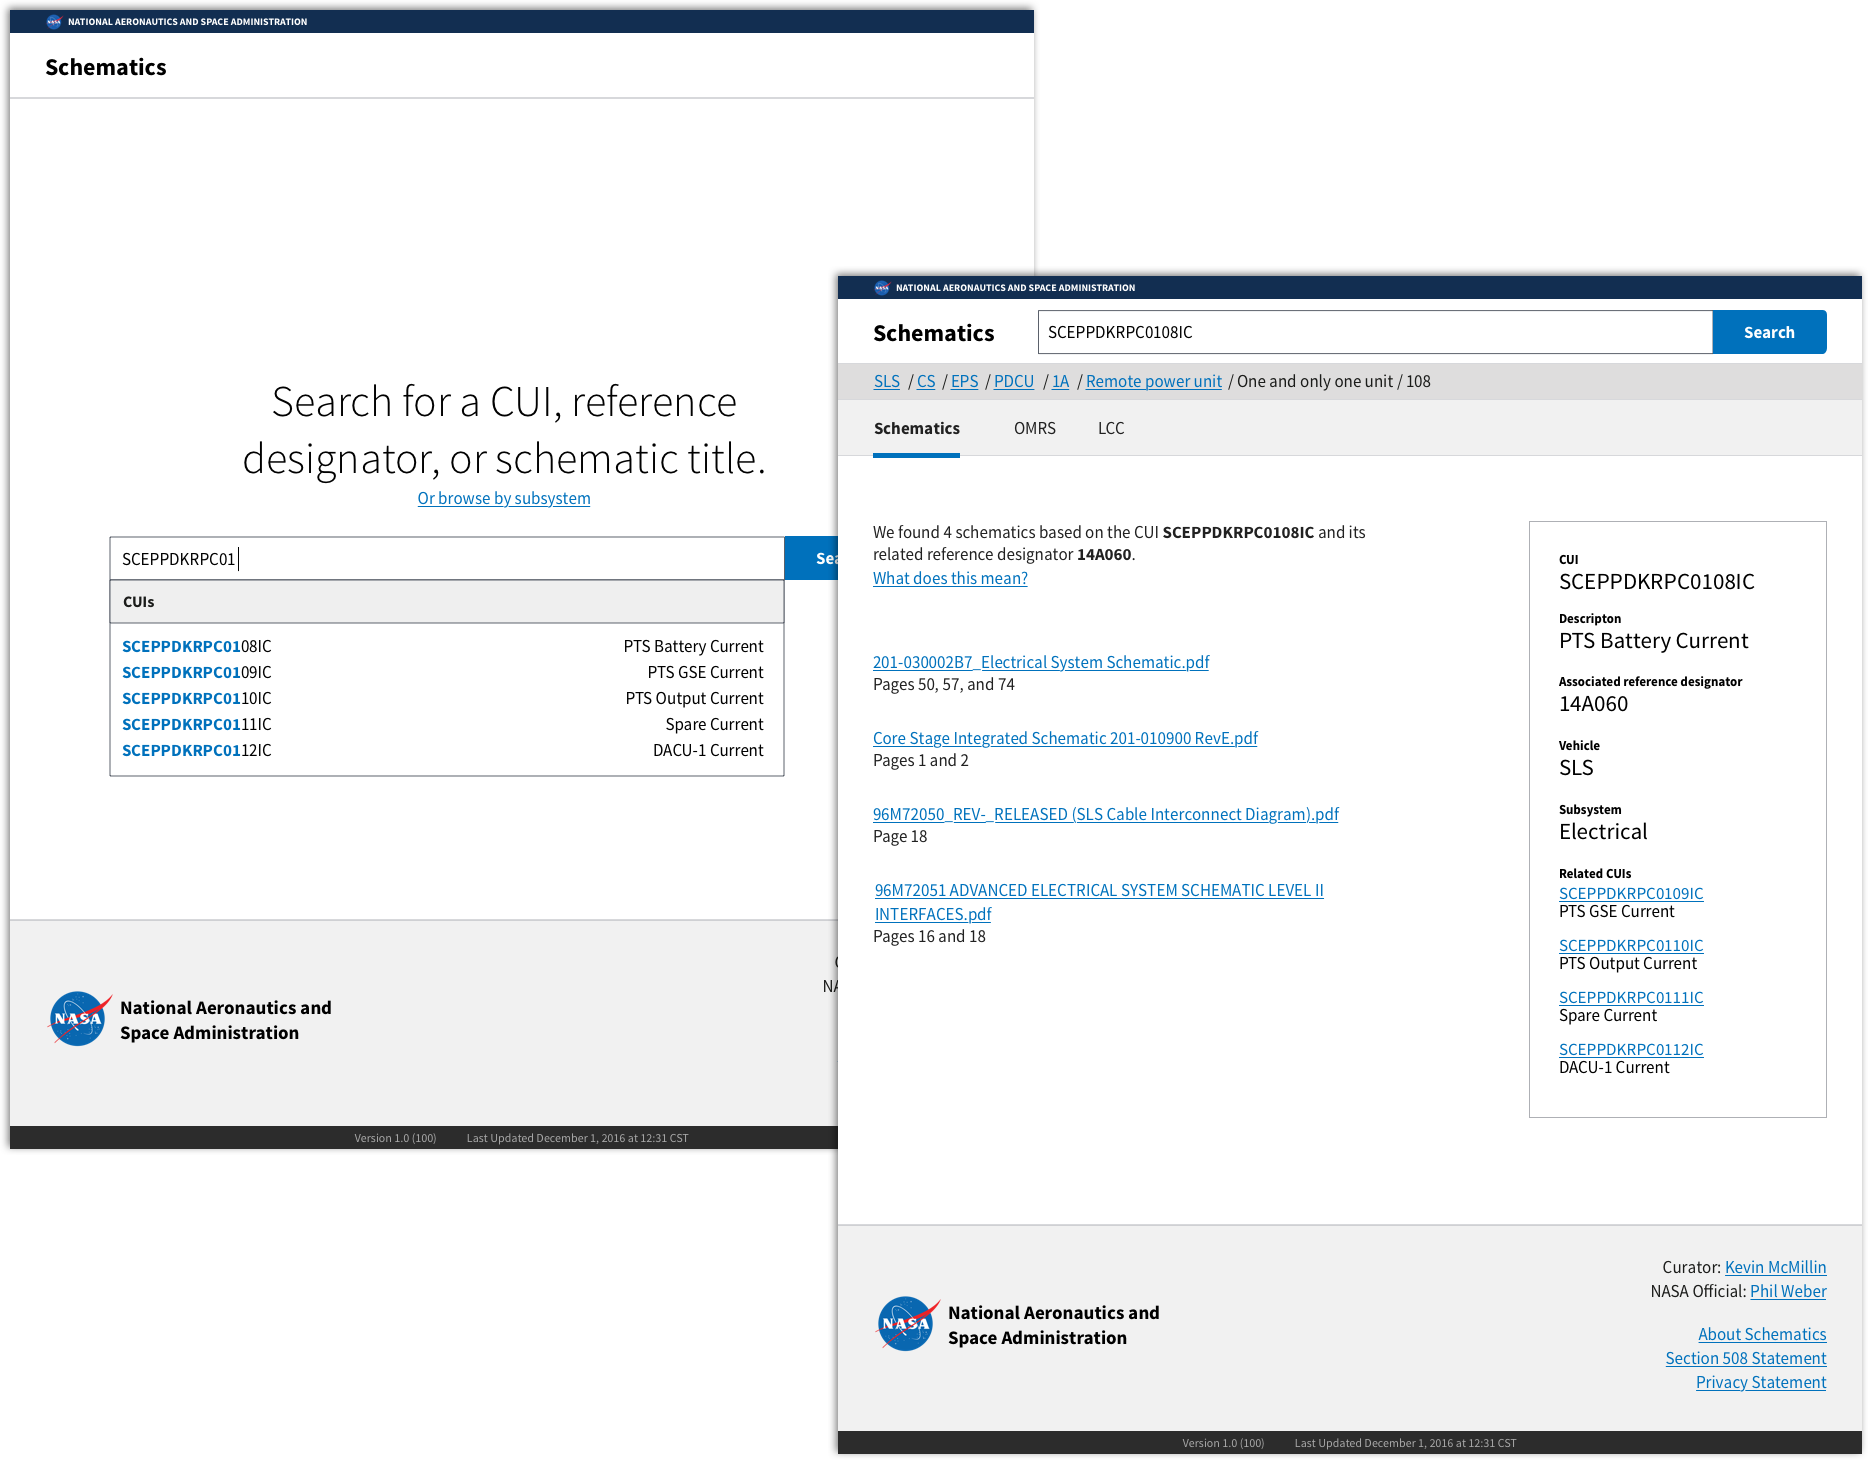 NATIONAL AERONAUTICS AND SPACE ADMINISTRATION
Schematics
Search for a CUI, reference
designator, or schematic title.
Or browse by subsystem
SCEPPDKRPC01
Sea
CUIs
SCEPPDKRPC0108IC PTS Battery Current
SCEPPDKRPC0109IC PTS GSE Current
SCEPPDKRPC0110IC PTS Output Current
SCEPPDKRPC0111IC Spare Current
SCEPPDKRPC0112IC DACU-1 Current
NASA
National Aeronautics and
Space Administration
Version 1.0 (100) Last Updated December 1, 2016 at 12:31 CST
NATIONAL AERONAUTICS AND SPACE ADMINISTRATION
Schematics
SCEPPDKRPC0108IC
Search
SLS / CS / EPS / PDCU / 1A / Remote power unit / One and only one unit / 108
Schematics OMRS LCC
We found 4 schematics based on the CUI SCEPPDKRPC0108IC and its
related reference designator 14A060.
What does this mean?
201-030002B7_Electrical System Schematic.pdf
Pages 50, 57, and 74
Core Stage Integrated Schematic 201-010900 RevE.pdf
Pages 1 and 2
96M72050_REV-_RELEASED (SLS Cable Interconnect Diagram).pdf
Page 18
96M72051 ADVANCED ELECTRICAL SYSTEM SCHEMATIC LEVEL II
INTERFACES.pdf
Pages 16 and 18
CUI
SCEPPDKRPC0108IC
Descripton
PTS Battery Current
Associated reference designator
14A060
Vehicle
SLS
Subsystem
Electrical
Related CUIs
SCEPPDKRPC0109IC
PTS GSE Current
SCEPPDKRPC0110IC
PTS Output Current
SCEPPDKRPC0111IC
Spare Current
SCEPPDKRPC0112IC
DACU-1 Current
NASA
National Aeronautics and
Space Administration
Curator: Kevin McMillin
NASA Official: Phil Weber
About Schematics
Section 508 Statement
Privacy Statement
Version 1.0 (100) Last Updated December 1, 2016 at 12:31 CST